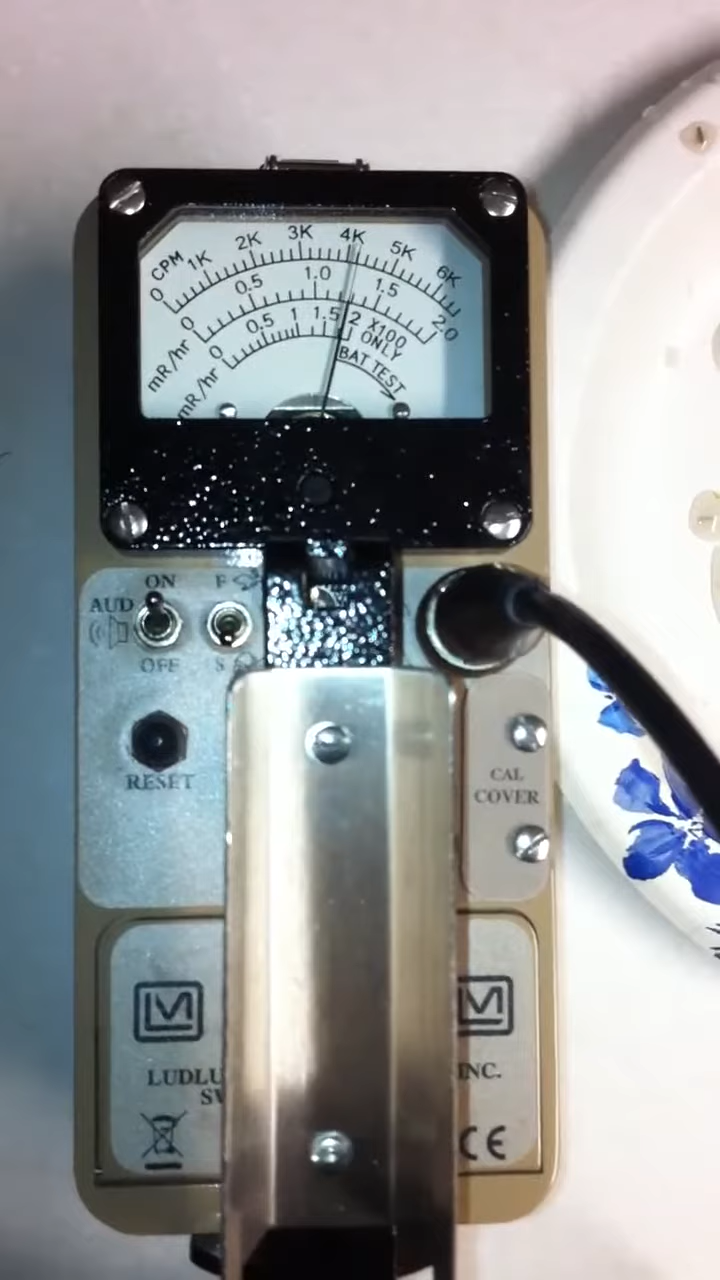 CPM
0 1K 2K 3K 4K 5K 6K
mR/hr 0 0.5 1.0 1.5 2.0
mR/hr 0 0.5 1 1.5 2 X100 ONLY
BAT TEST
ON F
AUD
OFF S
RESET
CAL
COVER
LM LM
LUDLU INC.
SW
CE